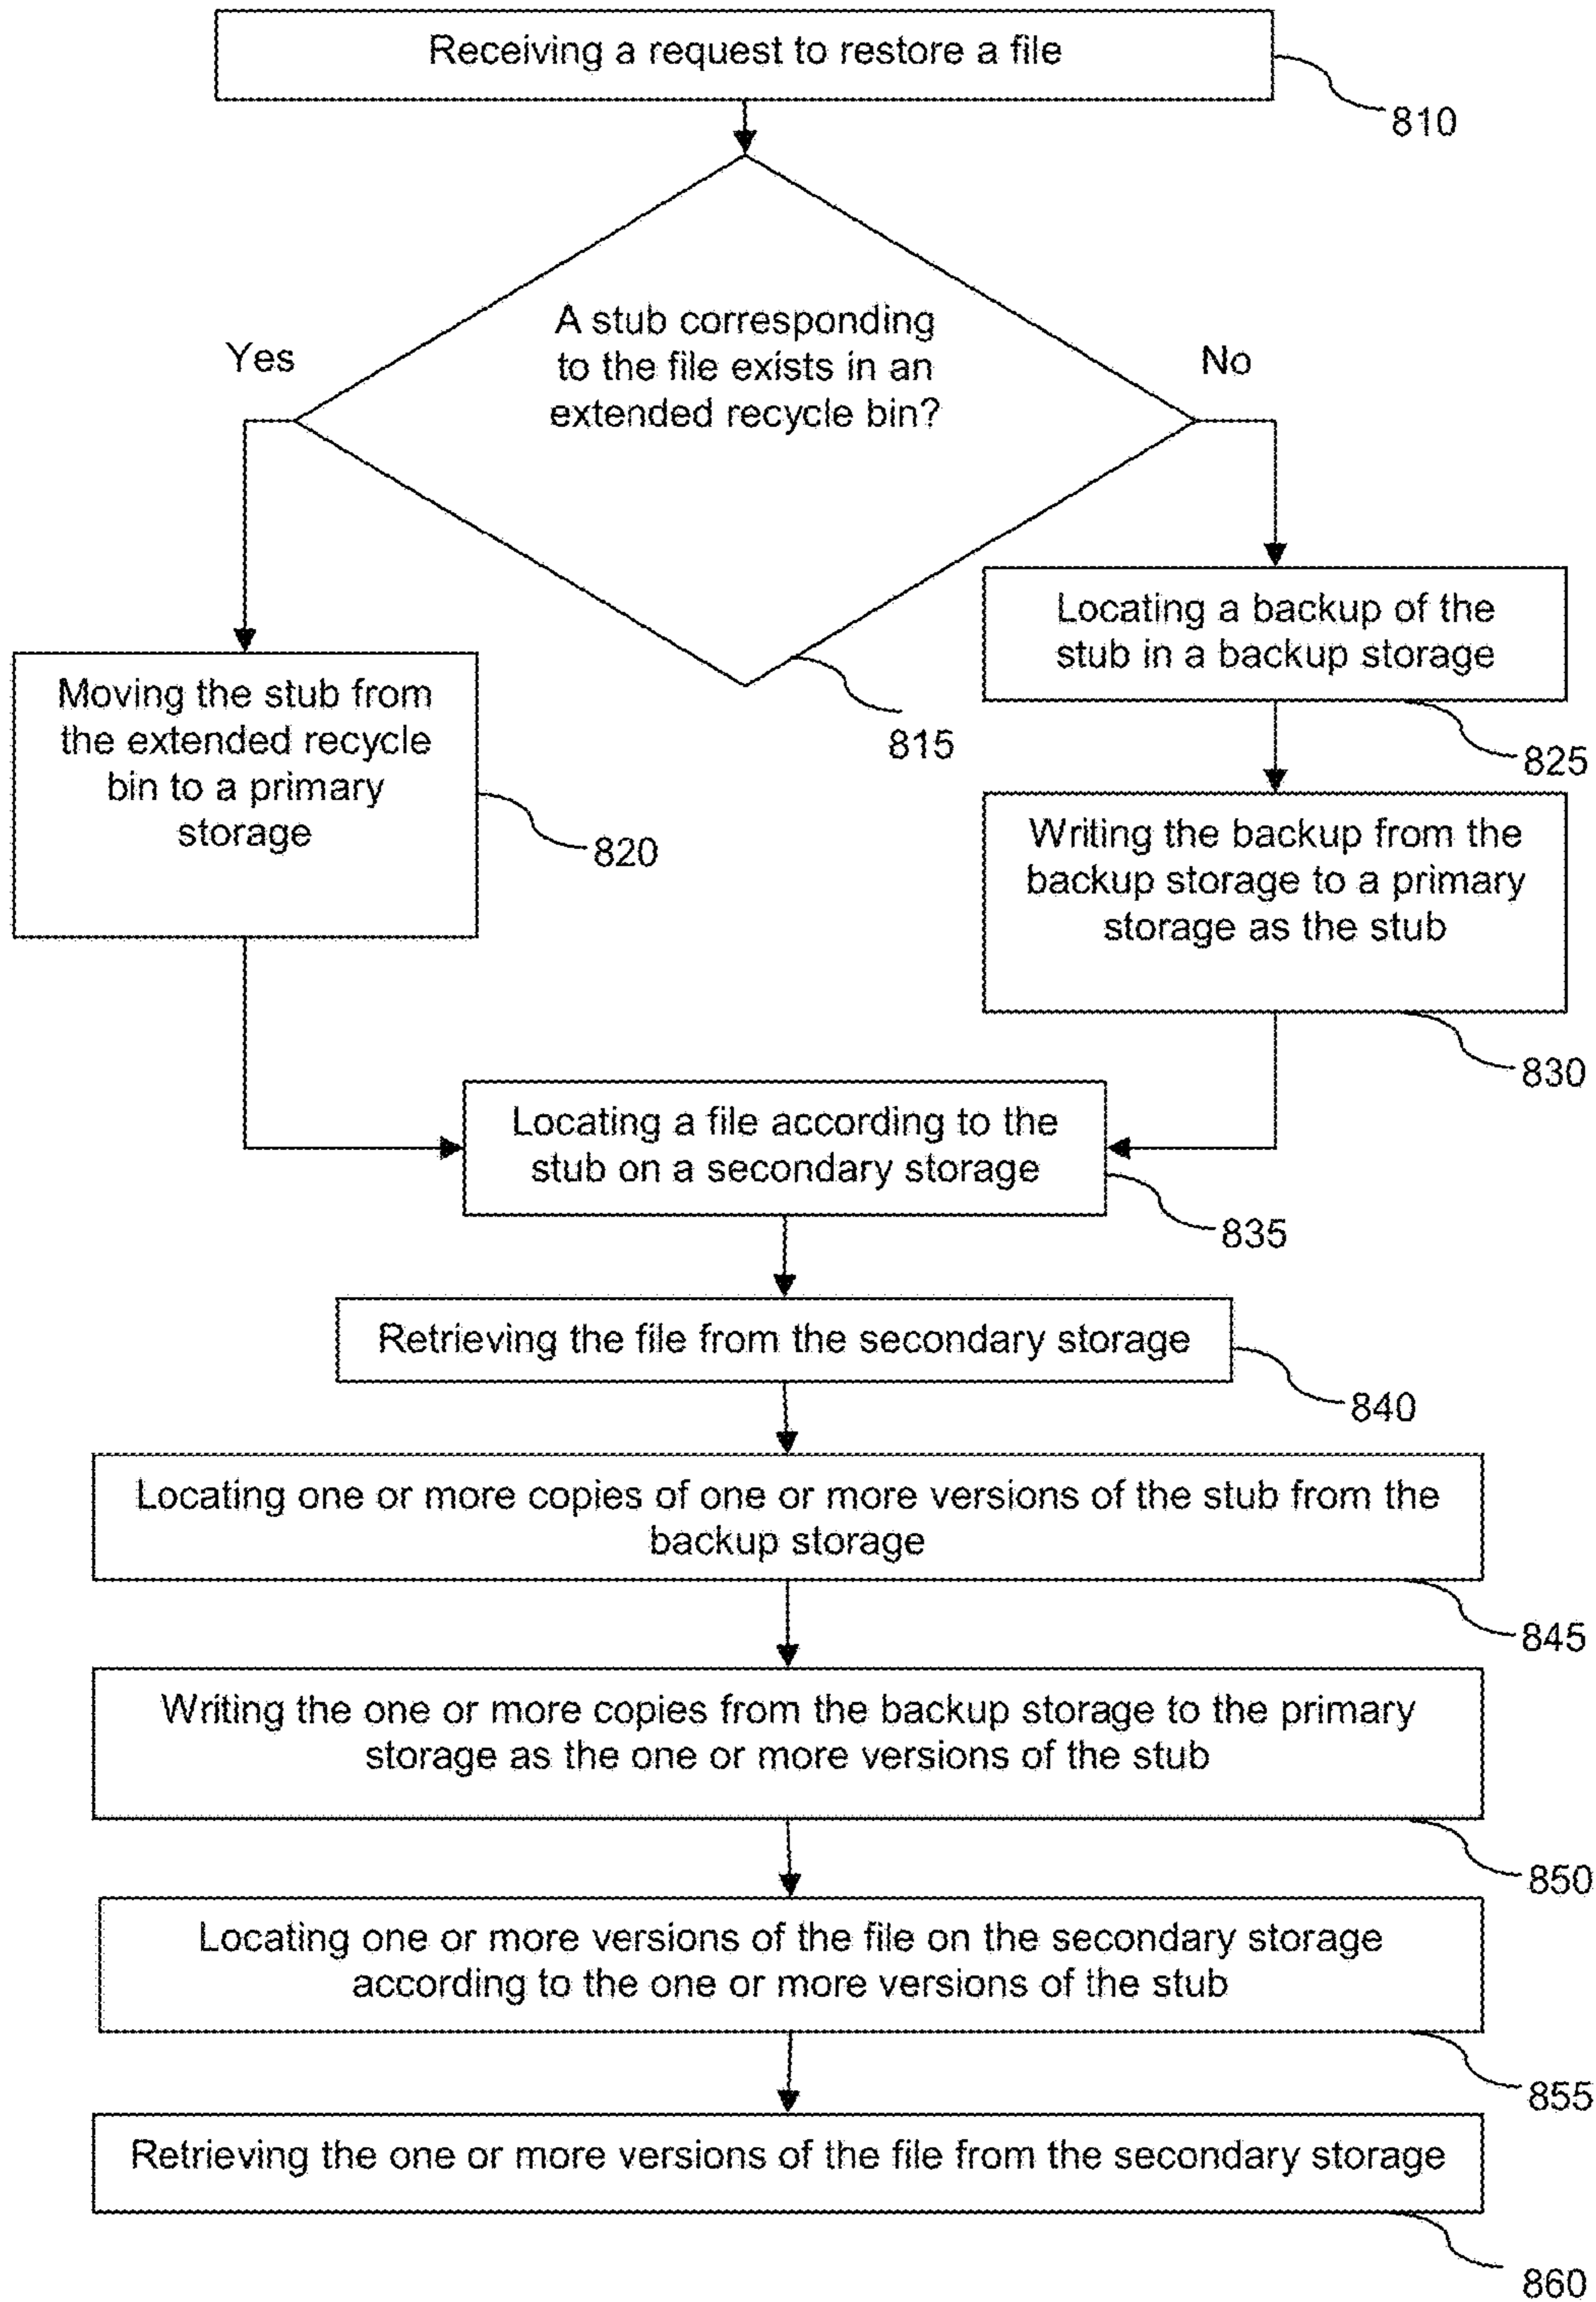 Receiving a request to restore a file
810
A stub corresponding
to the file exists in an
extended recycle bin?
Yes
No
815
Moving the stub from
the extended recycle
bin to a primary
storage
820
Locating a backup of the
stub in a backup storage
825
Writing the backup from the
backup storage to a primary
storage as the stub
830
Locating a file according to the
stub on a secondary storage
835
Retrieving the file from the secondary storage
840
Locating one or more copies of one or more versions of the stub from the
backup storage
845
Writing the one or more copies from the backup storage to the primary
storage as the one or more versions of the stub
850
Locating one or more versions of the file on the secondary storage
according to the one or more versions of the stub
855
Retrieving the one or more versions of the file from the secondary storage
860